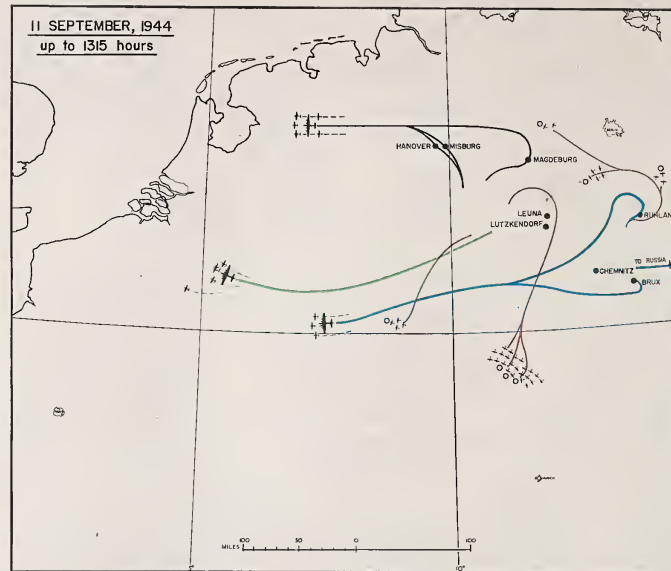 11 SEPTEMBER, 1944
up to 1315 hours
HANOVER
MISBURG
MAGDEBURG
LEUNA
LUTZKENDORF
RUHLAN
TO RUSSIA
CHEMNITZ
BRUX
MILES
100 50 0 100
5°
10°